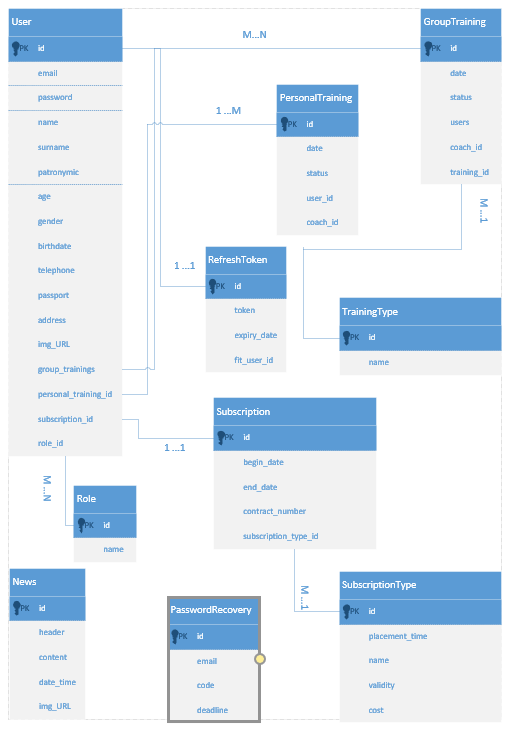 User
PK id
email
password
name
surname
patronymic
age
gender
birthdate
telephone
passport
address
img_URL
group_trainings
personal_training_id
subscription_id
role_id
M...N
GroupTraining
PK id
date
status
users
coach_id
training_id
PersonalTraining
PK id
date
status
user_id
coach_id
1 ...M
M...1
RefreshToken
PK id
token
expiry_date
fit_user_id
1 ...1
TrainingType
PK id
name
Subscription
PK id
begin_date
end_date
contract_number
subscription_type_id
1 ...1
M...N
Role
PK id
name
News
PK id
header
content
date_time
img_URL
PasswordRecovery
PK id
email
code
deadline
M...1
SubscriptionType
PK id
placement_time
name
validity
cost